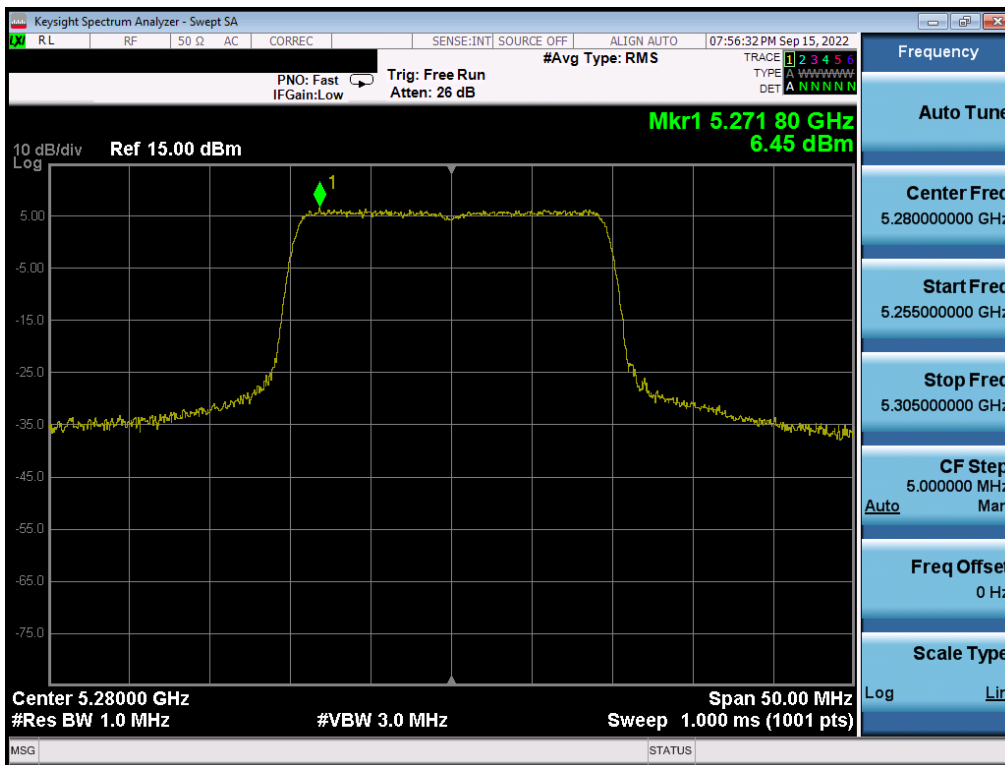 Keysight Spectrum Analyzer - Swept SA
LXI RL RF 50 Ω AC CORREC SENSE:INT SOURCE OFF ALIGN AUTO 07:56:32 PM Sep 15, 2022
#Avg Type: RMS
TRACE 1 2 3 4 5 6
TYPE A WWWWW
DET A N N N N N
PNO: Fast
IFGain:Low
Trig: Free Run
Atten: 26 dB
Mkr1 5.271 80 GHz
6.45 dBm
10 dB/div
Log
Ref 15.00 dBm
1
5.00
-5.00
-15.0
-25.0
-35.0
-45.0
-55.0
-65.0
-75.0
Center 5.28000 GHz
Span 50.00 MHz
#Res BW 1.0 MHz
#VBW 3.0 MHz
Sweep 1.000 ms (1001 pts)
MSG
STATUS
Frequency
Auto Tune
Center Freq
5.280000000 GHz
Start Freq
5.255000000 GHz
Stop Freq
5.305000000 GHz
CF Step
5.000000 MHz
Auto Man
Freq Offset
0 Hz
Scale Type
Log Lin